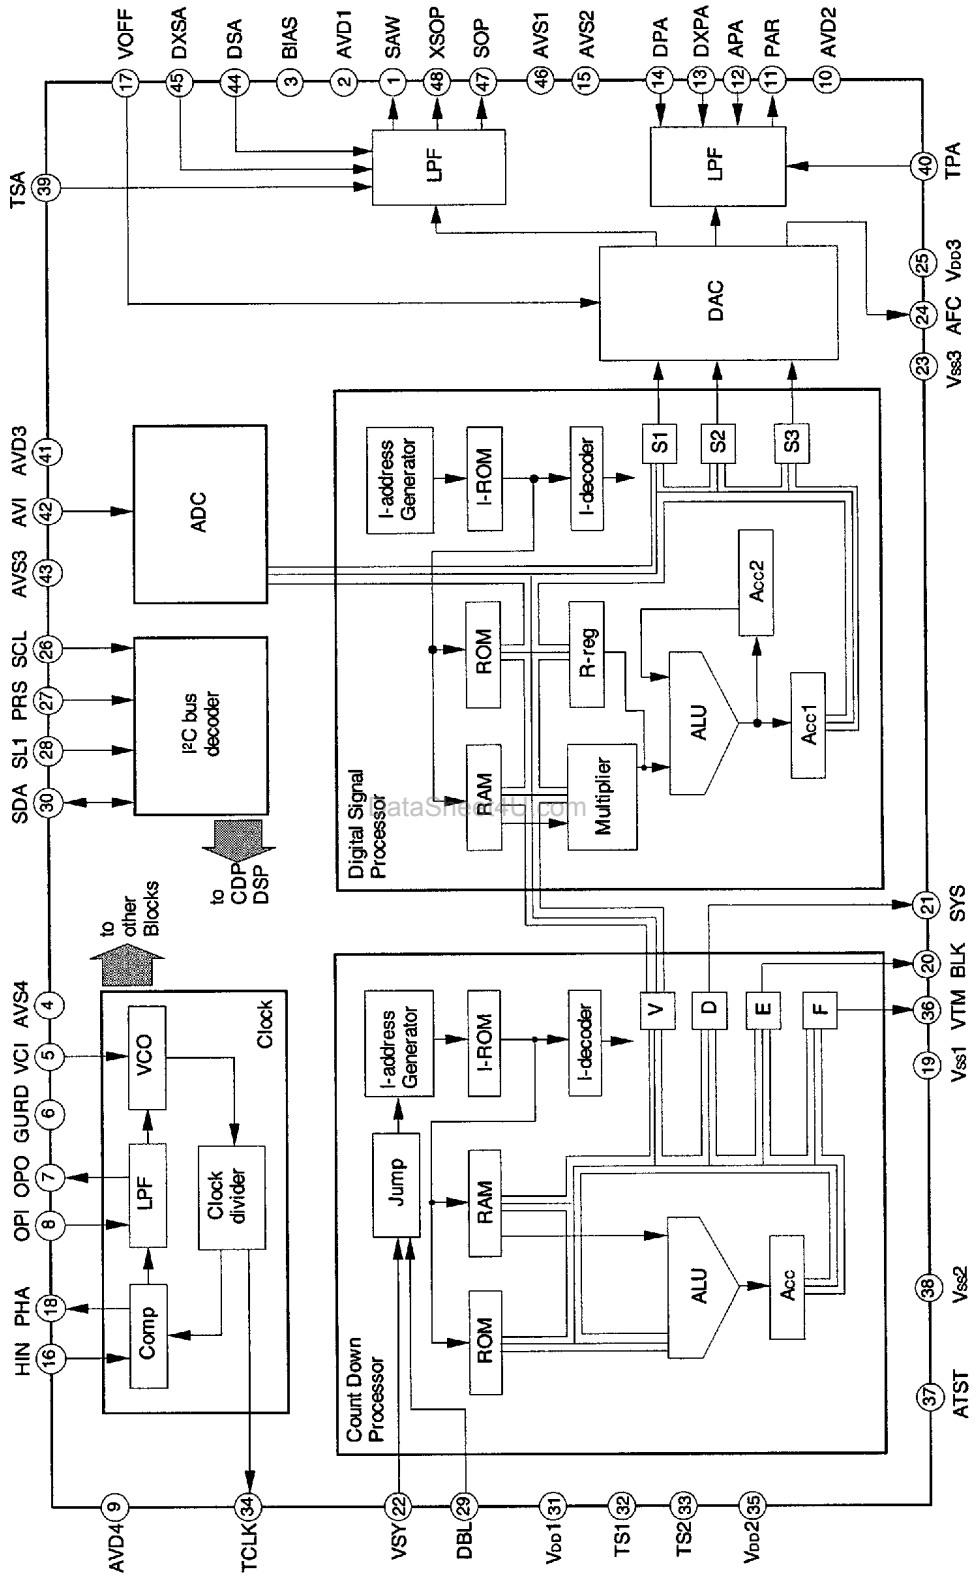 HIN
PHA
OPI
OPO
GURD
VCI
AVS4
SDA
SL1
PRS
SCL
AVS3
AVI
AVD3
TSA
16
18
8
7
6
5
4
30
28
27
26
43
42
41
39
AVD4 9
TCLK 34
VSY 22
DBL 29
VDD1 31
TS1 32
TS2 33
VDD2 35
Comp
LPF
VCO
Clock
divider
Clock
to
other
Blocks
I²C bus
decoder
to
CDP
DSP
ADC
17 VOFF
45 DXSA
44 DSA
3 BIAS
2 AVD1
1 SAW
48 XSOP
47 SOP
46 AVS1
15 AVS2
14 DPA
13 DXPA
12 APA
11 PAR
10 AVD2
Count Down
Processor
Jump
I-address
Generator
ROM
RAM
I-ROM
I-decoder
ALU
Acc
V
D
E
F
Digital Signal
Processor
I-address
Generator
RAM
ROM
I-ROM
Multiplier
R-reg
I-decoder
ALU
Acc2
Acc1
S1
S2
S3
DAC
LPF
LPF
37
38
19
36
20
21
23
24
25
40
ATST
VSS2
VSS1
VTM
BLK
SYS
VSS3
AFC
VDD3
TPA
DataSheet4U.com